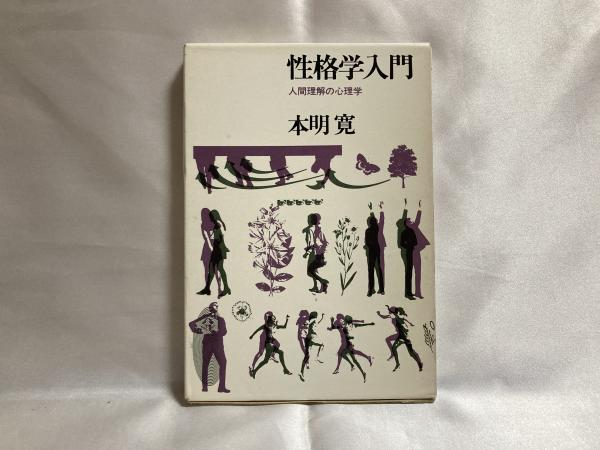 性格学入門
人間理解の心理学
本明 寛